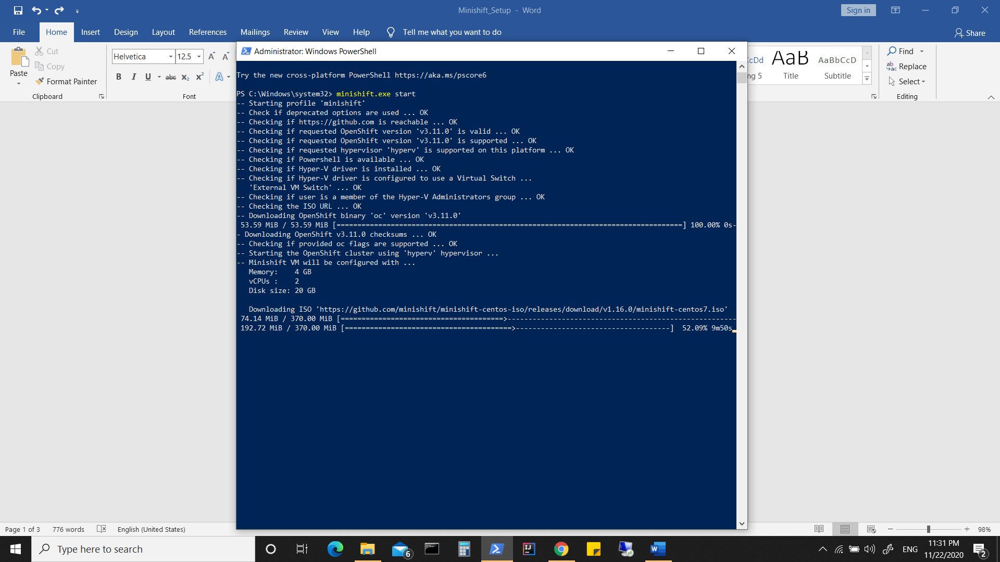 Minishift_Setup - Word
Sign in
File Home Insert Design Layout References Mailings Review View Help Tell me what you want to do Share
Paste
Cut
Copy
Format Painter
Clipboard
Helvetica 12.5
B I U abc X2 X2 A
Font
Title
Subtitle
ng 5
AaB
AaBbCcD
Find
Replace
Select
Editing
Administrator: Windows PowerShell
Try the new cross-platform PowerShell https://aka.ms/pscore6
PS C:\Windows\system32> minishift.exe start
-- Starting profile 'minishift'
-- Check if deprecated options are used ... OK
-- Checking if https://github.com is reachable ... OK
-- Checking if requested OpenShift version 'v3.11.0' is valid ... OK
-- Checking if requested OpenShift version 'v3.11.0' is supported ... OK
-- Checking if requested hypervisor 'hyperv' is supported on this platform ... OK
-- Checking if Powershell is available ... OK
-- Checking if Hyper-V driver is installed ... OK
-- Checking if Hyper-V driver is configured to use a Virtual Switch ...
'External VM Switch' ... OK
-- Checking if user is a member of the Hyper-V Administrators group ... OK
-- Checking the ISO URL ... OK
-- Downloading OpenShift binary 'oc' version 'v3.11.0'
53.59 MiB / 53.59 MiB [===================================================================================] 100.00% 0s-
- Downloading OpenShift v3.11.0 checksums ... OK
-- Checking if provided oc flags are supported ... OK
-- Starting the OpenShift cluster using 'hyperv' hypervisor ...
-- Minishift VM will be configured with ...
Memory: 4 GB
vCPUs : 2
Disk size: 20 GB
Downloading ISO 'https://github.com/minishift/minishift-centos-iso/releases/download/v1.16.0/minishift-centos7.iso'
74.14 MiB / 370.00 MiB [=======================================>-------------------------------------------------------
192.72 MiB / 370.00 MiB [========================================>-------------------------------------] 52.09% 9m50s
Page 1 of 3 776 words English (United States) 98%
Type here to search
6
ENG
11:31 PM
11/22/2020
2